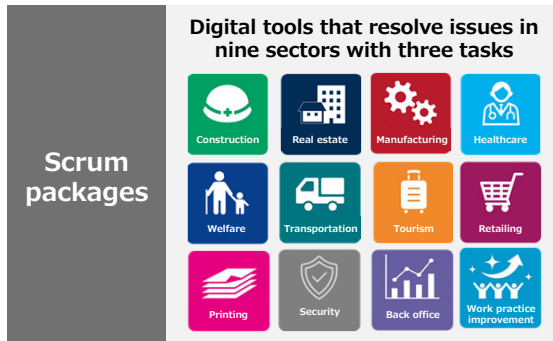 Scrum
packages
Digital tools that resolve issues in
nine sectors with three tasks
Construction
Real estate
Manufacturing
Healthcare
Welfare
Transportation
Tourism
Retailing
Printing
Security
Back office
Work practice
improvement